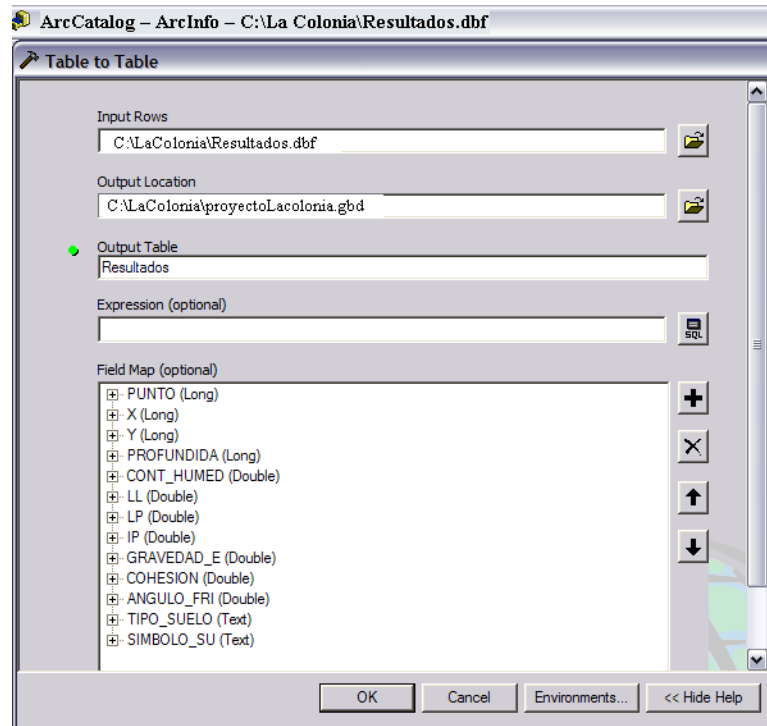 ArcCatalog – ArcInfo – C:\La Colonia\Resultados.dbf
Table to Table
Input Rows
C:\LaColonia\Resultados.dbf
Output Location
C:\LaColonia\proyectoLacolonia.gbd
Output Table
Resultados
Expression (optional)
SQL
Field Map (optional)
PUNTO (Long)
X (Long)
Y (Long)
PROFUNDIDA (Long)
CONT_HUMED (Double)
LL (Double)
LP (Double)
IP (Double)
GRAVEDAD_E (Double)
COHESION (Double)
ANGULO_FRI (Double)
TIPO_SUELO (Text)
SIMBOLO_SU (Text)
OK Cancel Environments... << Hide Help